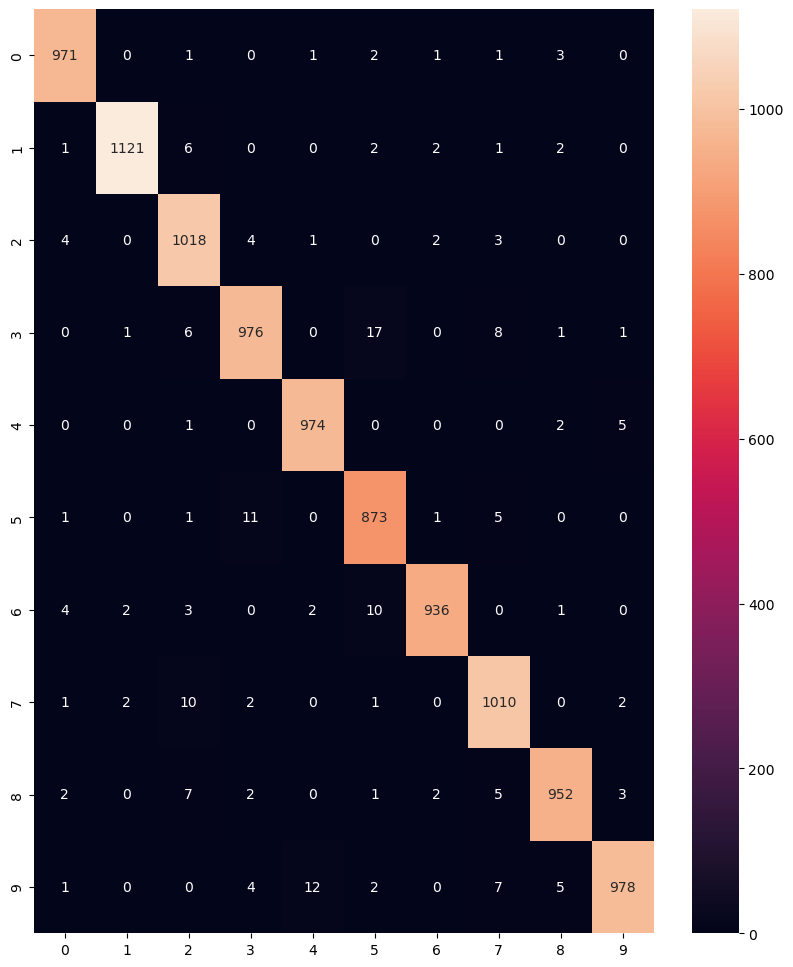 0 971 0 1 0 1 2 1 1 3 0
1 1 1121 6 0 0 2 2 1 2 0
2 4 0 1018 4 1 0 2 3 0 0
3 0 1 6 976 0 17 0 8 1 1
4 0 0 1 0 974 0 0 0 2 5
5 1 0 1 11 0 873 1 5 0 0
6 4 2 3 0 2 10 936 0 1 0
7 1 2 10 2 0 1 0 1010 0 2
8 2 0 7 2 0 1 2 5 952 3
9 1 0 0 4 12 2 0 7 5 978
0 1 2 3 4 5 6 7 8 9
1000
800
600
400
200
0